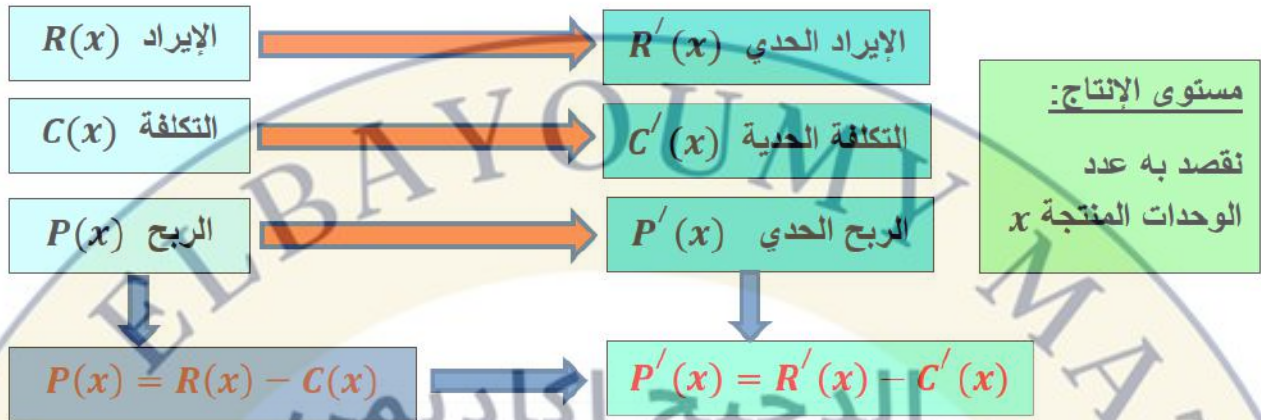 الإيراد R(x)
الإيراد الحدي R′(x)
التكلفة C(x)
التكلفة الحدية C′(x)
الربح P(x)
الربح الحدي P′(x)
P(x) = R(x) − C(x)
P′(x) = R′(x) − C′(x)
مستوى الإنتاج:
نقصد به عدد
الوحدات المنتجة x
ELBAYOUMY MA